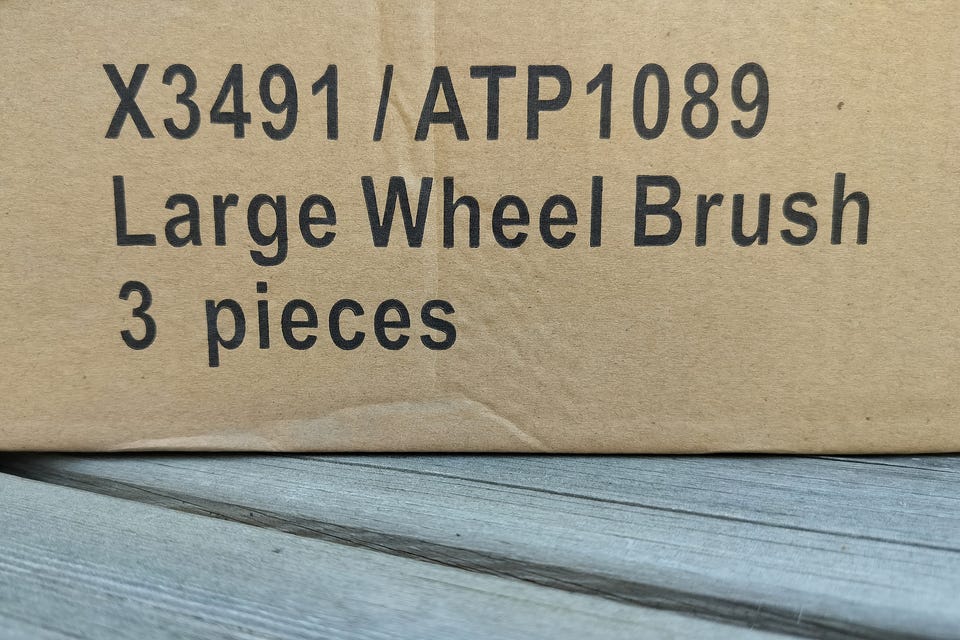 X3491 / ATP1089
Large Wheel Brush
3 pieces